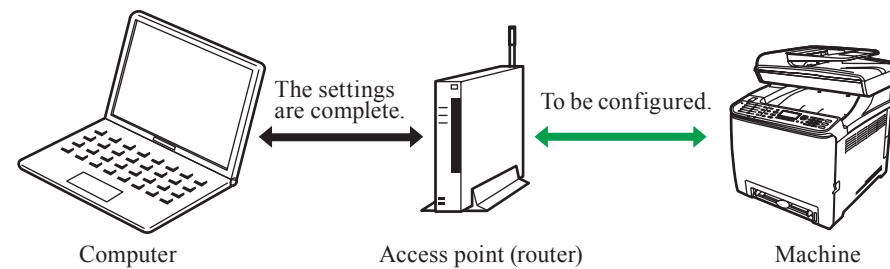 The settings
are complete.
To be configured.
Computer
Access point (router)
Machine